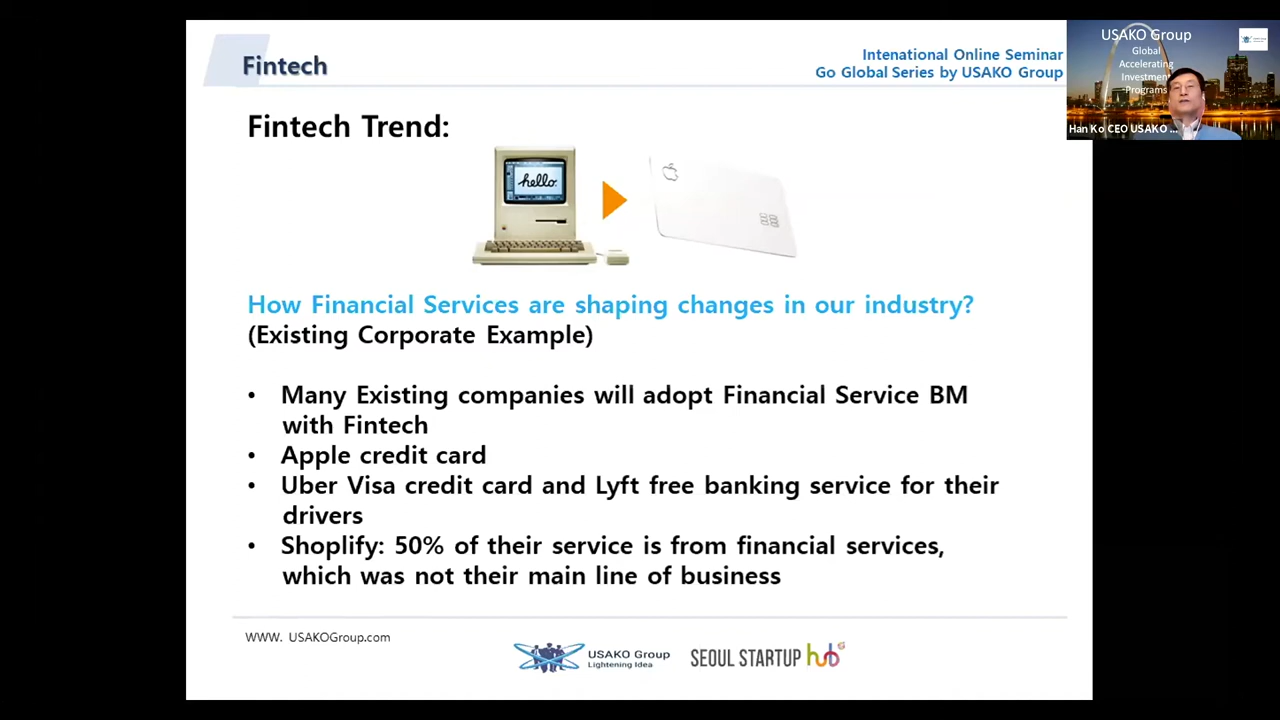 Fintech
Intenational Online Seminar
Go Global Series by USAKO Group
USAKO Group
Global
Accelerating
Investment
Programs
Han Ko CEO USAKO ...
Fintech Trend:
hello.
How Financial Services are shaping changes in our industry?
(Existing Corporate Example)
• Many Existing companies will adopt Financial Service BM
with Fintech
• Apple credit card
• Uber Visa credit card and Lyft free banking service for their
drivers
• Shoplify: 50% of their service is from financial services,
which was not their main line of business
WWW. USAKOGroup.com
USAKO Group
Lightening Idea
SEOUL STARTUP hub